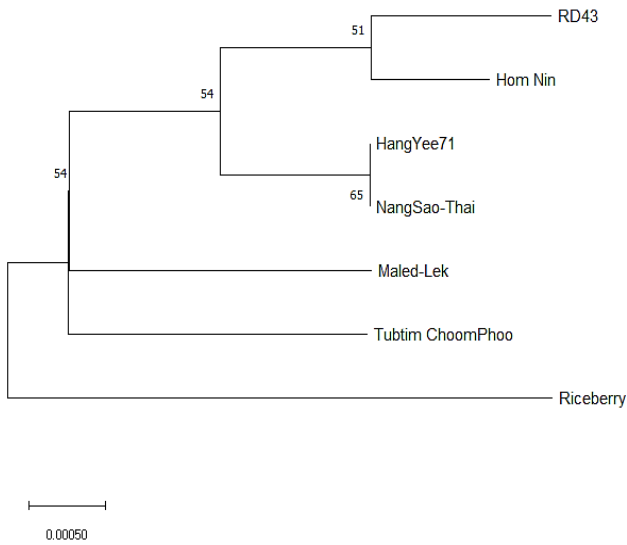 RD43
51
Hom Nin
54
HangYee71
54
65
NangSao-Thai
Maled-Lek
Tubtim ChoomPhoo
Riceberry
0.00050